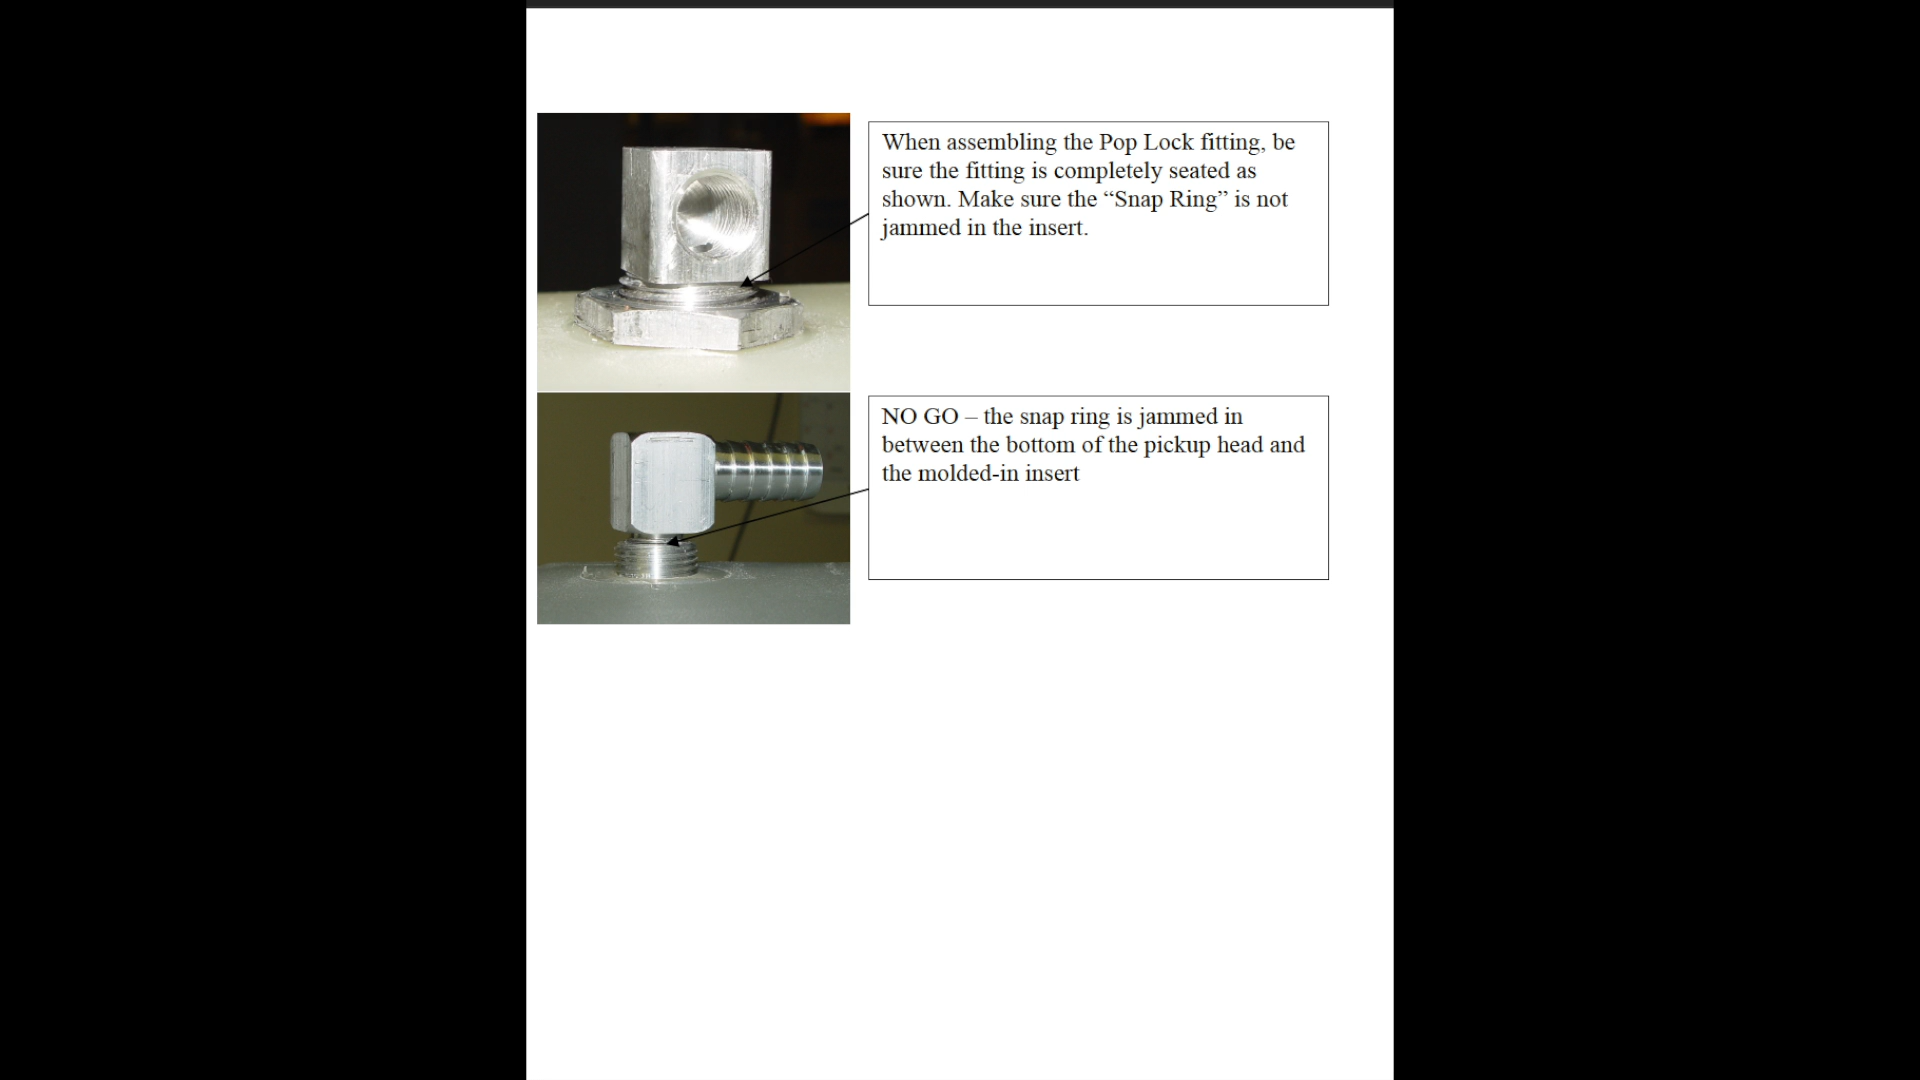 When assembling the Pop Lock fitting, be
sure the fitting is completely seated as
shown. Make sure the “Snap Ring” is not
jammed in the insert.
NO GO – the snap ring is jammed in
between the bottom of the pickup head and
the molded-in insert